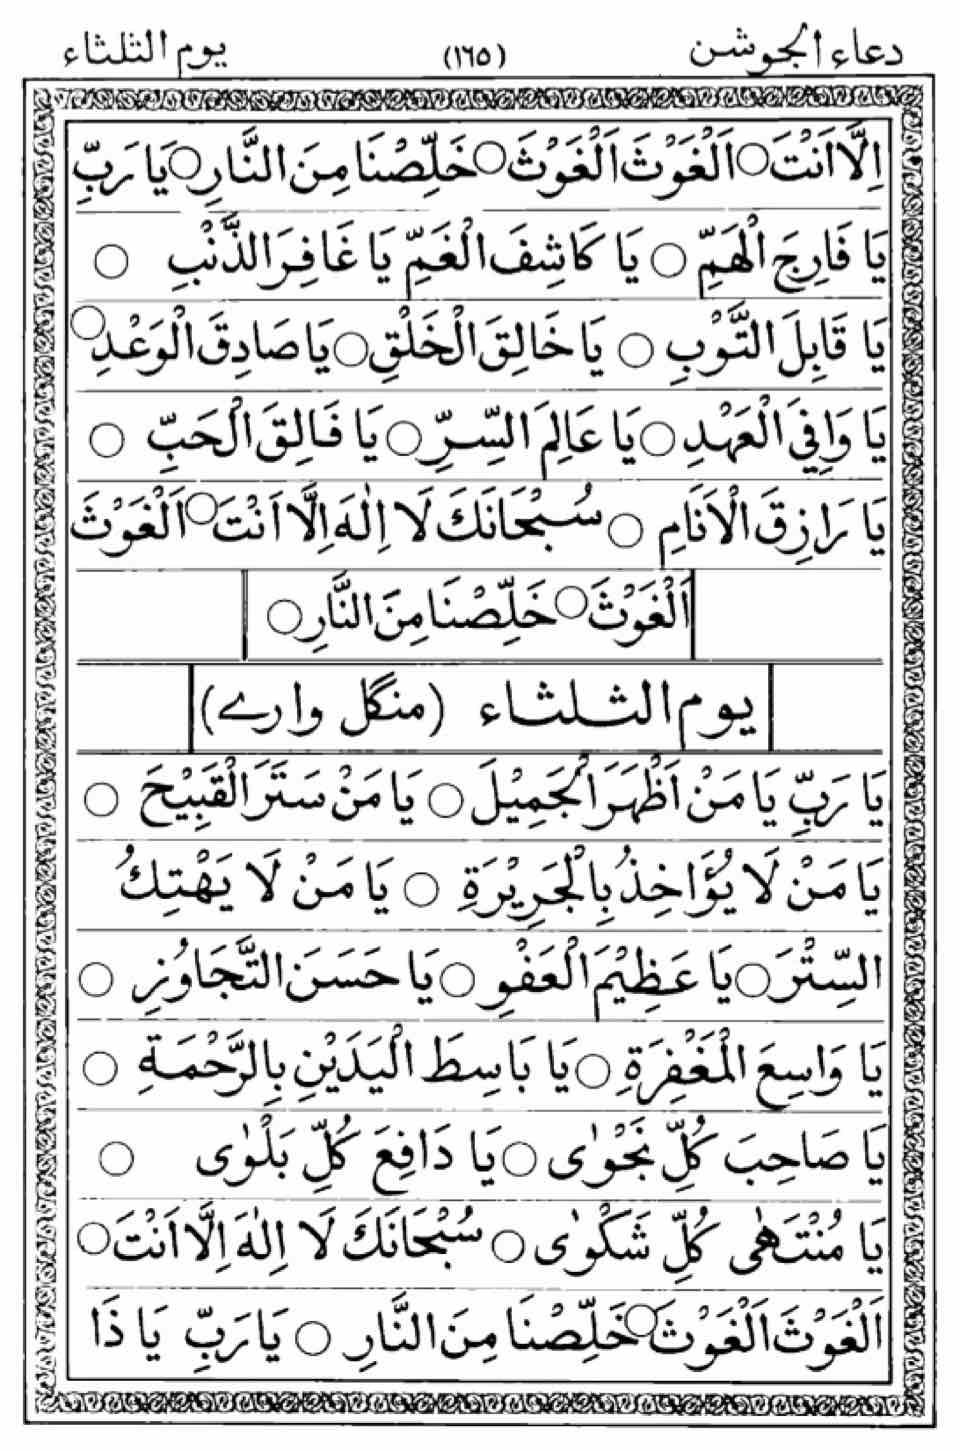 دعاء الجوشن (١٦٥) يوم الثلثاء
اِلَّا اَنْتَ ○ اَلْغَوْثَ اَلْغَوْثَ ○ خَلِّصْنَا مِنَ النَّارِ ○ يَا رَبِّ
يَا فَارِجَ الْهَمِّ ○ يَا كَاشِفَ الْغَمِّ يَا غَافِرَ الذَّنْبِ ○
يَا قَابِلَ التَّوْبِ ○ يَا خَالِقَ الْخَلْقِ ○ يَا صَادِقَ الْوَعْدِ ○
يَا وَافِيَ الْعَهْدِ ○ يَا عَالِمَ السِّرِّ ○ يَا فَالِقَ الْحَبِّ ○
يَا رَازِقَ الْاَنَامِ ○ سُبْحَانَكَ لَا اِلٰهَ اِلَّا اَنْتَ ○ اَلْغَوْثَ
اَلْغَوْثَ ○ خَلِّصْنَا مِنَ النَّارِ ○
يوم الثلثاء (منگل وارے)
يَا رَبِّ يَا مَنْ اَظْهَرَ الْجَمِيْلَ ○ يَا مَنْ سَتَرَ الْقَبِيْحَ ○
يَا مَنْ لَا يُؤَاخِذُ بِالْجَرِيْرَةِ ○ يَا مَنْ لَا يَهْتِكُ
السِّتْرَ ○ يَا عَظِيْمَ الْعَفْوِ ○ يَا حَسَنَ التَّجَاوُزِ ○
يَا وَاسِعَ الْمَغْفِرَةِ ○ يَا بَاسِطَ الْيَدَيْنِ بِالرَّحْمَةِ ○
يَا صَاحِبَ كُلِّ نَجْوٰى ○ يَا دَافِعَ كُلِّ بَلْوٰى ○
يَا مُنْتَهٰى كُلِّ شَكْوٰى ○ سُبْحَانَكَ لَا اِلٰهَ اِلَّا اَنْتَ ○
اَلْغَوْثَ اَلْغَوْثَ ○ خَلِّصْنَا مِنَ النَّارِ ○ يَا رَبِّ يَا ذَا